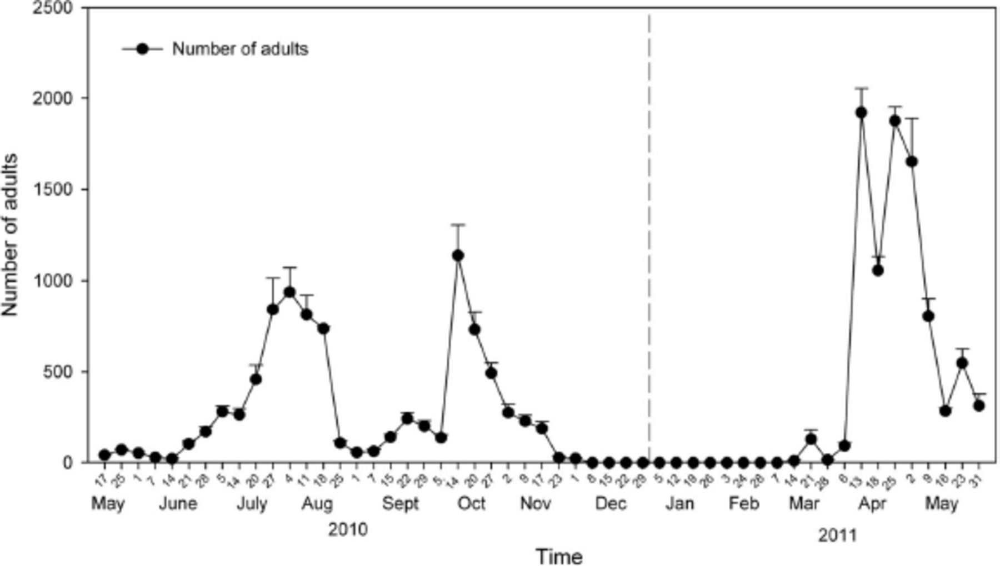 2500
2000
1500
1000
500
0
Number of adults
Number of adults
17 25 1 7 14 21 28 5 14 20 27 4 11 18 25 1 7 15 22 29 5 14 20 27 2 9 17 23 1 8 15 22 29 5 12 19 26 3 24 28 7 14 21 28 6 13 18 25 2 9 16 23 31
May June July Aug Sept Oct Nov Dec Jan Feb Mar Apr May
2010 2011
Time